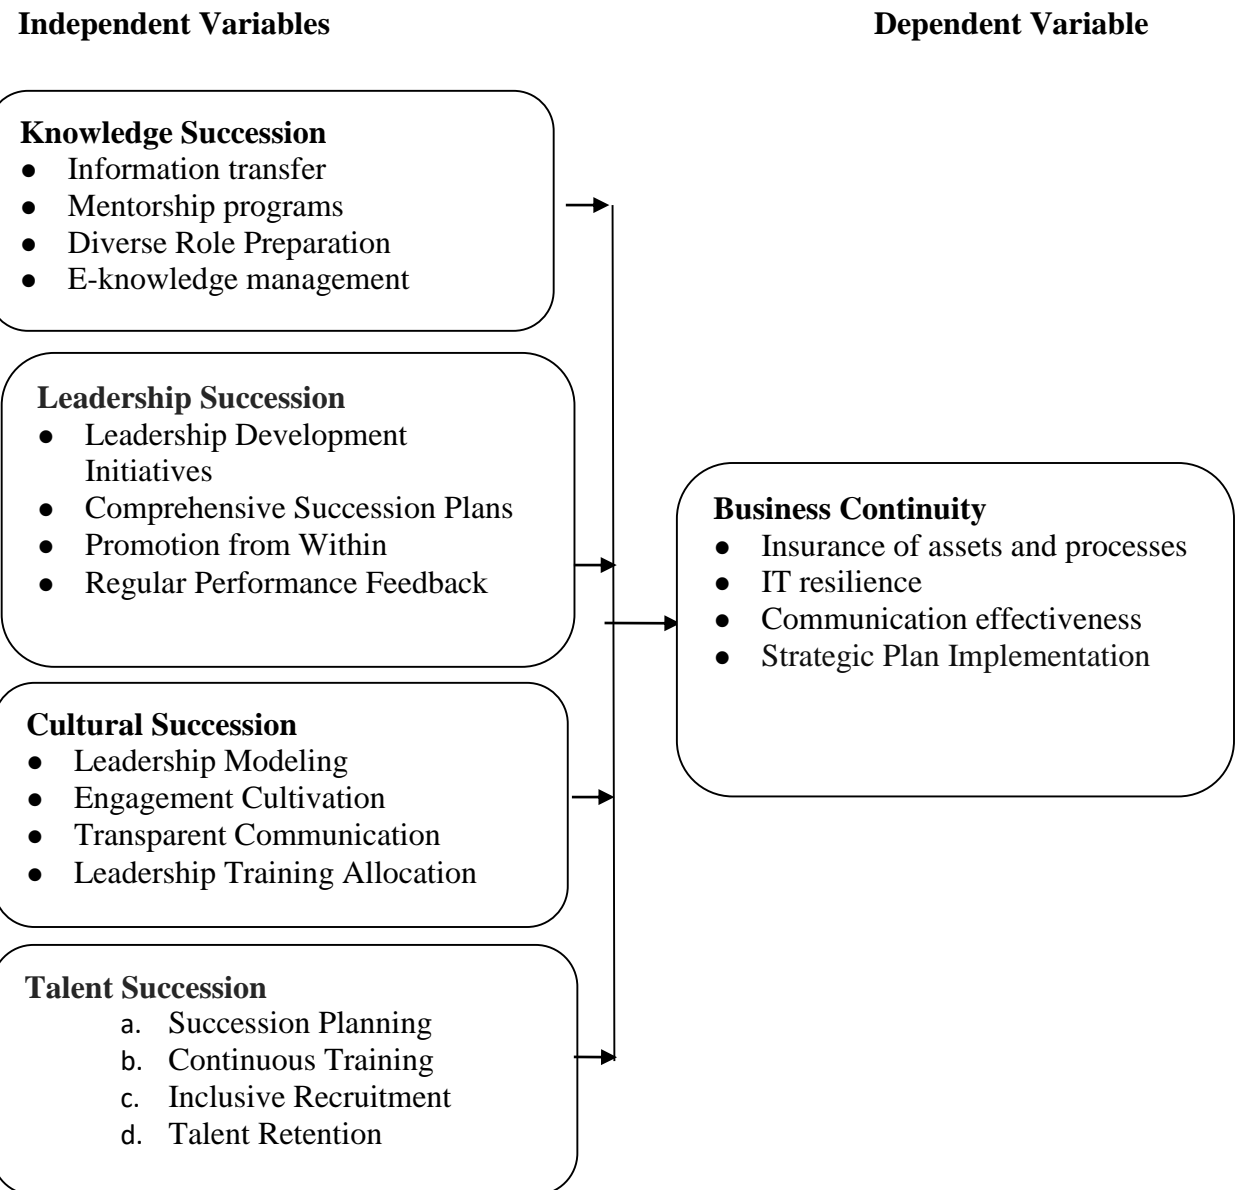 Independent Variables
Dependent Variable
Knowledge Succession
● Information transfer
● Mentorship programs
● Diverse Role Preparation
● E-knowledge management
Leadership Succession
● Leadership Development
Initiatives
● Comprehensive Succession Plans
● Promotion from Within
● Regular Performance Feedback
Cultural Succession
● Leadership Modeling
● Engagement Cultivation
● Transparent Communication
● Leadership Training Allocation
Talent Succession
a. Succession Planning
b. Continuous Training
c. Inclusive Recruitment
d. Talent Retention
Business Continuity
● Insurance of assets and processes
● IT resilience
● Communication effectiveness
● Strategic Plan Implementation